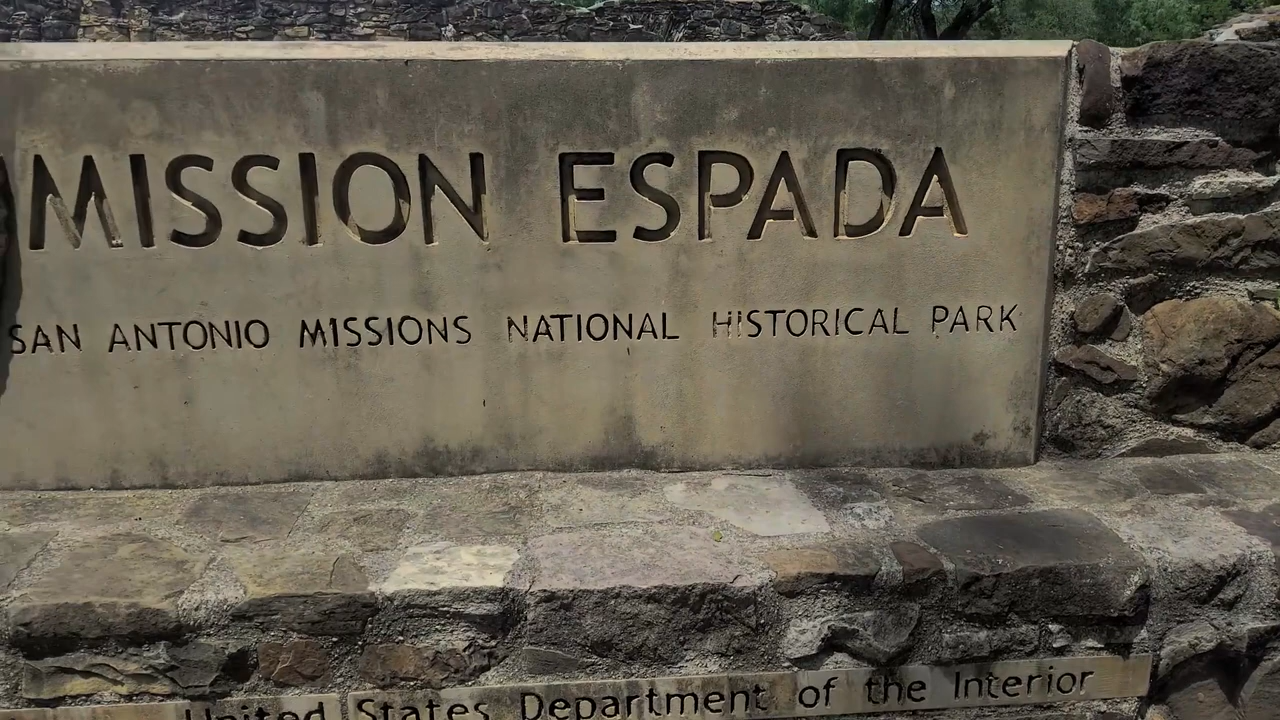 MISSION ESPADA
SAN ANTONIO MISSIONS NATIONAL HISTORICAL PARK
United States Department of the Interior